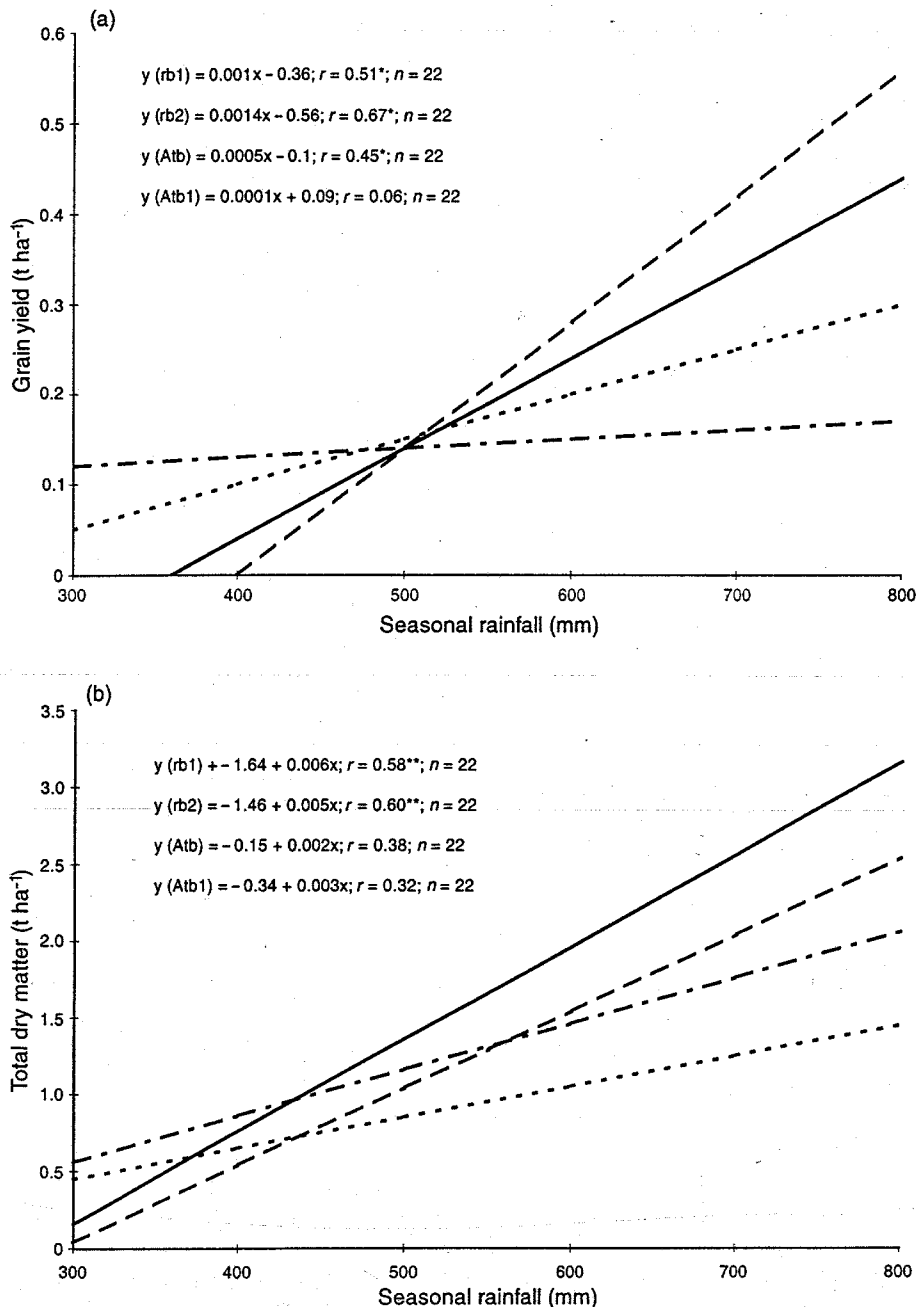 (a)
0.6
y (rb1) = 0.001x – 0.36; r = 0.51*; n = 22
y (rb2) = 0.0014x – 0.56; r = 0.67*; n = 22
y (Atb) = 0.0005x – 0.1; r = 0.45*; n = 22
y (Atb1) = 0.0001x + 0.09; r = 0.06; n = 22
0.5
0.4
0.3
0.2
0.1
0
Grain yield (t ha⁻¹)
300 400 500 600 700 800
Seasonal rainfall (mm)
(b)
3.5
y (rb1) + – 1.64 + 0.006x; r = 0.58**; n = 22
y (rb2) = – 1.46 + 0.005x; r = 0.60**; n = 22
y (Atb) = – 0.15 + 0.002x; r = 0.38; n = 22
y (Atb1) = – 0.34 + 0.003x; r = 0.32; n = 22
3.0
2.5
2.0
1.5
1.0
0.5
0
Total dry matter (t ha⁻¹)
300 400 500 600 700 800
Seasonal rainfall (mm)